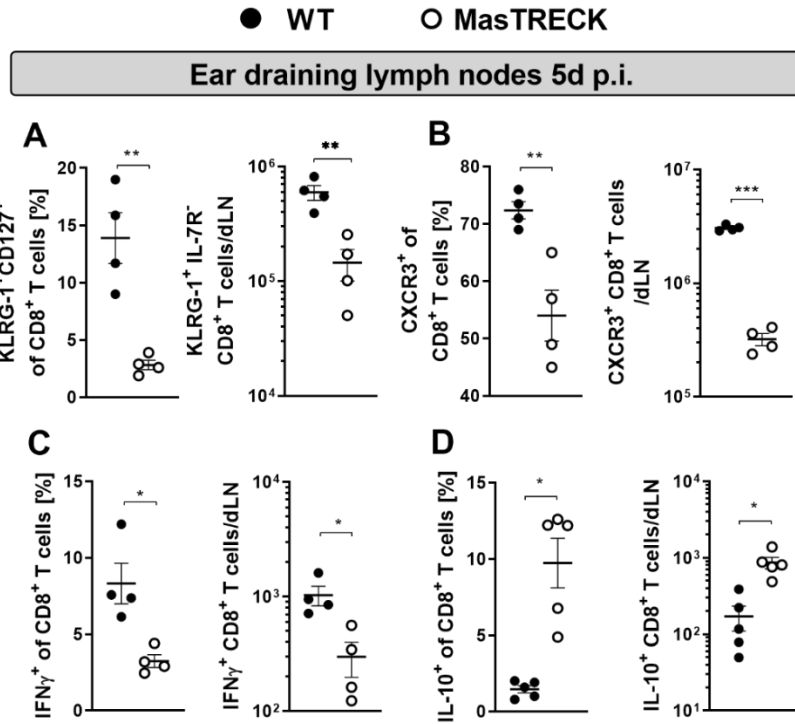 WT MasTRECK
Ear draining lymph nodes 5d p.i.
A
KLRG-1⁺CD127⁻
of CD8⁺ T cells [%]
20
15
10
5
0
**
KLRG-1⁺ IL-7R⁻
CD8⁺ T cells/dLN
10⁶
10⁵
10⁴
**
B
CXCR3⁺ of
CD8⁺ T cells [%]
80
70
60
50
40
**
CXCR3⁺ CD8⁺ T cells
/dLN
10⁷
10⁶
10⁵
***
C
IFNγ⁺ of CD8⁺ T cells [%]
15
10
5
0
*
IFNγ⁺ CD8⁺ T cells/dLN
10⁴
10³
10²
*
D
IL-10⁺ of CD8⁺ T cells [%]
15
10
5
0
*
IL-10⁺ CD8⁺ T cells/dLN
10⁴
10³
10²
10¹
*